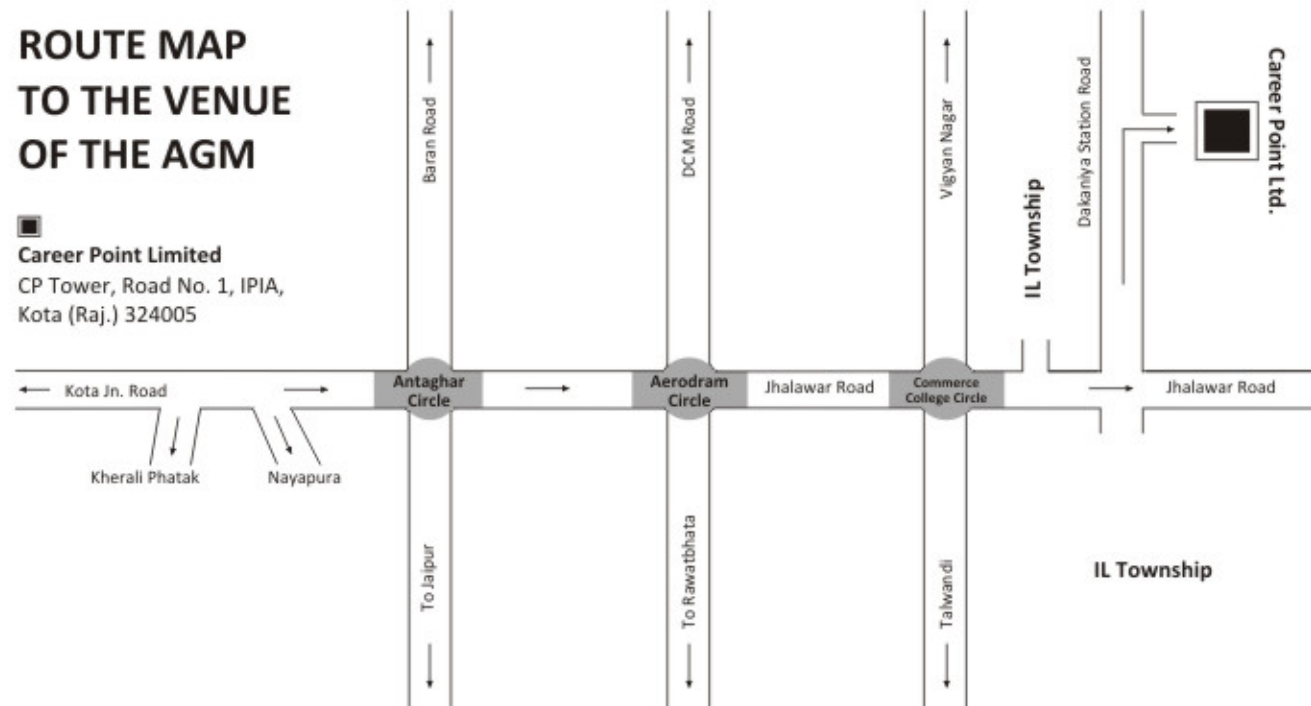 ROUTE MAP
TO THE VENUE
OF THE AGM
Career Point Limited
CP Tower, Road No. 1, IPIA,
Kota (Raj.) 324005
Baran Road
DCM Road
Vigyan Nagar
IL Township
Dakaniya Station Road
Career Point Ltd.
Kota Jn. Road
Antaghar
Circle
Aerodram
Circle
Jhalawar Road
Commerce
College Circle
Jhalawar Road
Kherali Phatak
Nayapura
To Jaipur
To Rawatbhata
Talwandi
IL Township